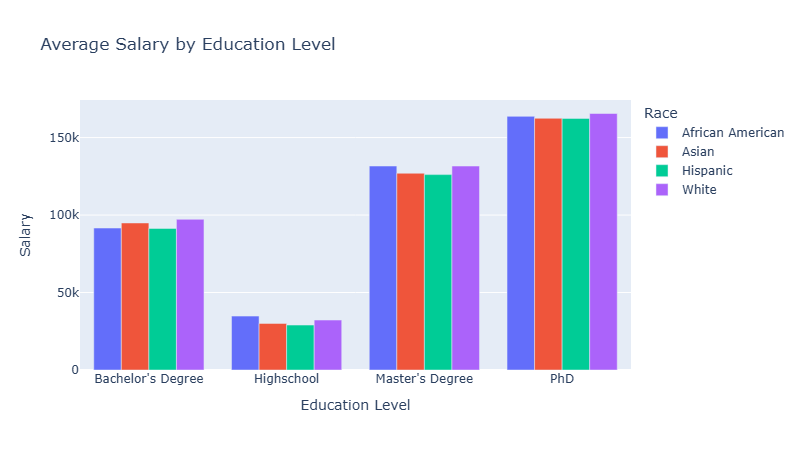 Average Salary by Education Level
Race
African American
Asian
Hispanic
White
150k
100k
50k
0
Salary
Bachelor's Degree
Highschool
Master's Degree
PhD
Education Level